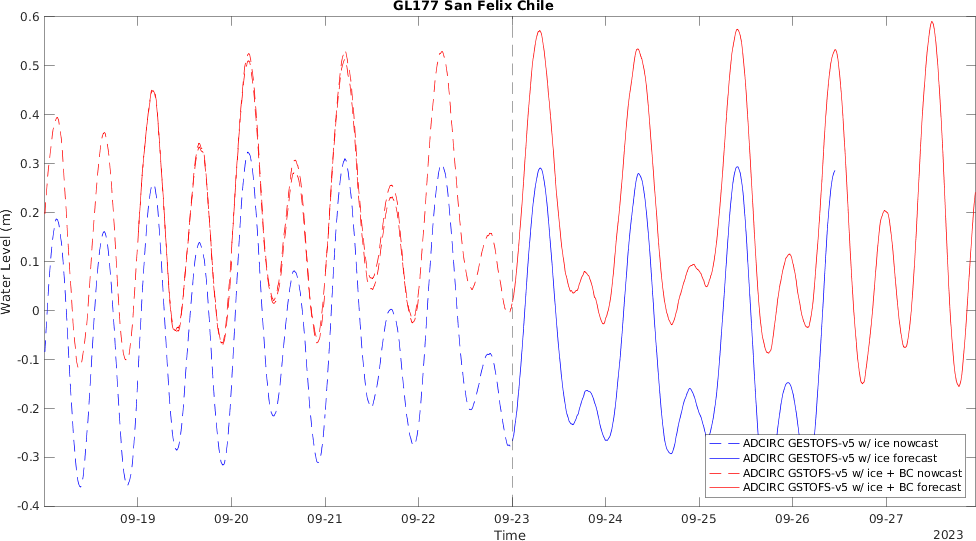 GL177 San Felix Chile
0.6
0.5
0.4
0.3
0.2
0.1
0
-0.1
-0.2
-0.3
-0.4
Water Level (m)
ADCIRC GESTOFS-v5 w/ ice nowcast
ADCIRC GESTOFS-v5 w/ ice forecast
ADCIRC GSTOFS-v5 w/ ice + BC nowcast
ADCIRC GSTOFS-v5 w/ ice + BC forecast
09-19 09-20 09-21 09-22 09-23 09-24 09-25 09-26 09-27
Time
2023